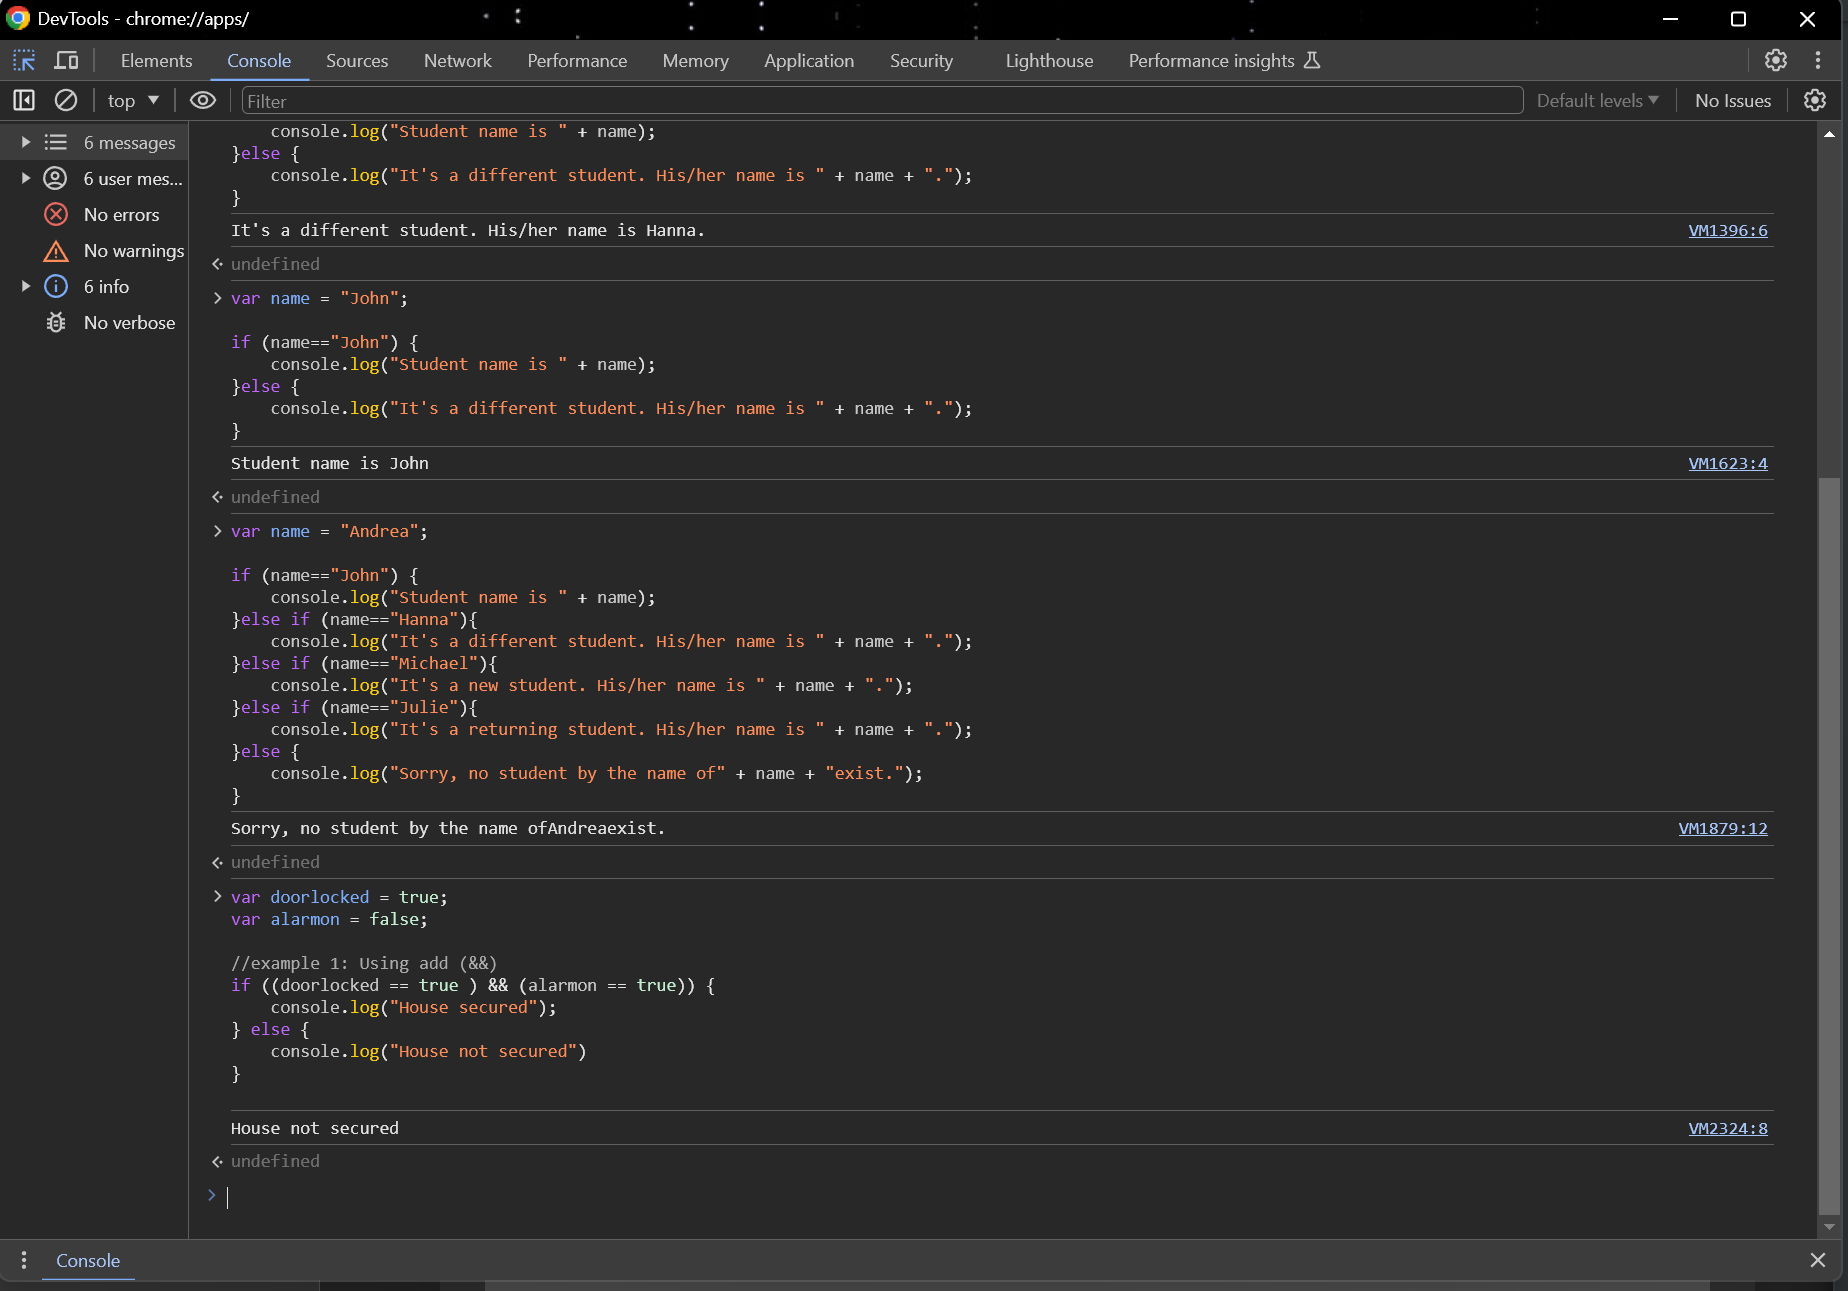 DevTools - chrome://apps/
Elements Console Sources Network Performance Memory Application Security Lighthouse Performance insights
top Filter Default levels No Issues
6 messages
6 user mes...
No errors
No warnings
6 info
No verbose
console.log("Student name is " + name);
}else {
console.log("It's a different student. His/her name is " + name + ".");
}
It's a different student. His/her name is Hanna. VM1396:6
undefined
var name = "John";
if (name=="John") {
console.log("Student name is " + name);
}else {
console.log("It's a different student. His/her name is " + name + ".");
}
Student name is John VM1623:4
undefined
var name = "Andrea";
if (name=="John") {
console.log("Student name is " + name);
}else if (name=="Hanna"){
console.log("It's a different student. His/her name is " + name + ".");
}else if (name=="Michael"){
console.log("It's a new student. His/her name is " + name + ".");
}else if (name=="Julie"){
console.log("It's a returning student. His/her name is " + name + ".");
}else {
console.log("Sorry, no student by the name of" + name + "exist.");
}
Sorry, no student by the name ofAndreaexist. VM1879:12
undefined
var doorlocked = true;
var alarmon = false;
//example 1: Using add (&&)
if ((doorlocked == true ) && (alarmon == true)) {
console.log("House secured");
} else {
console.log("House not secured")
}
House not secured VM2324:8
undefined
Console